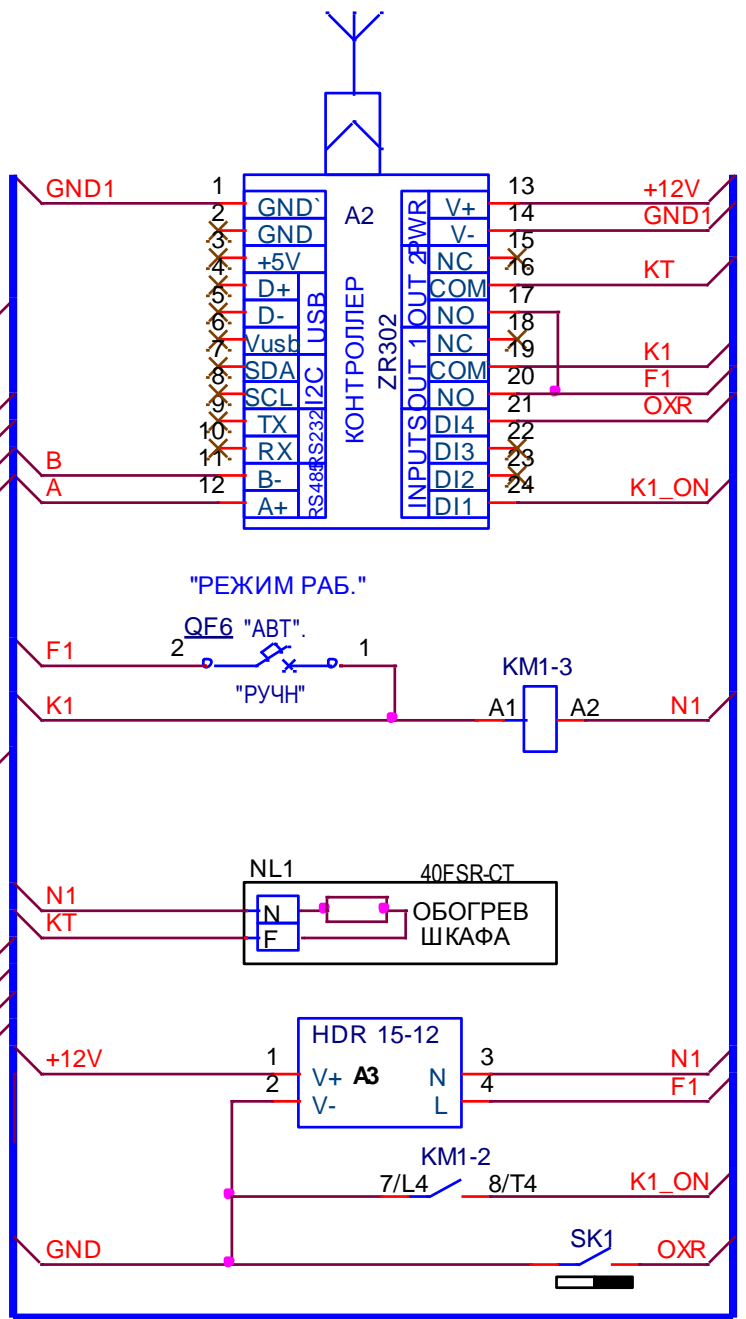 GND1 1 13 +12V
GND` A2 PWR V+
2 14 GND1
GND V-
3 15
+5V NC
4 16 KT
D+ OUT 2 COM
5 17
D- USB NO
6 18
Vusb КОНТРОЛЛЕР ZR302 NC
7 19 K1
SDA I2C OUT 1 COM
8 20 F1
SCL NO
9 21 OXR
TX RS232 INPUTS DI4
10 22
RX DI3
B 11 23
B- RS485 DI2
A 12 24 K1_ON
A+ DI1
"РЕЖИМ РАБ."
QF6 "АВТ".
F1 2 1
"РУЧН"
KM1-3
K1 A1 A2 N1
NL1 40FSR-CT
N1 N ОБОГРЕВ
KT F ШКАФА
HDR 15-12
+12V 1 V+ A3 N 3 N1
2 V- L 4 F1
KM1-2
7/L4 8/T4 K1_ON
SK1
GND OXR